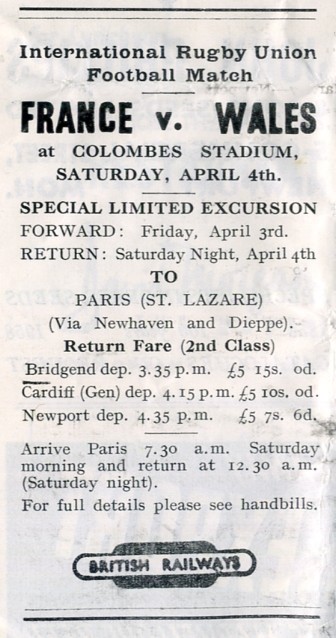 International Rugby Union
Football Match
FRANCE v. WALES
at COLOMBES STADIUM,
SATURDAY, APRIL 4th.
SPECIAL LIMITED EXCURSION
FORWARD: Friday, April 3rd.
RETURN: Saturday Night, April 4th
TO
PARIS (ST. LAZARE)
(Via Newhaven and Dieppe).
Return Fare (2nd Class)
Bridgend dep. 3.35 p.m. £5 15s. 0d.
Cardiff (Gen) dep. 4.15 p.m. £5 10s. 0d.
Newport dep. 4.35 p.m. £5 7s. 6d.
Arrive Paris 7.30 a.m. Saturday
morning and return at 12.30 a.m.
(Saturday night).
For full details please see handbills.
BRITISH RAILWAYS